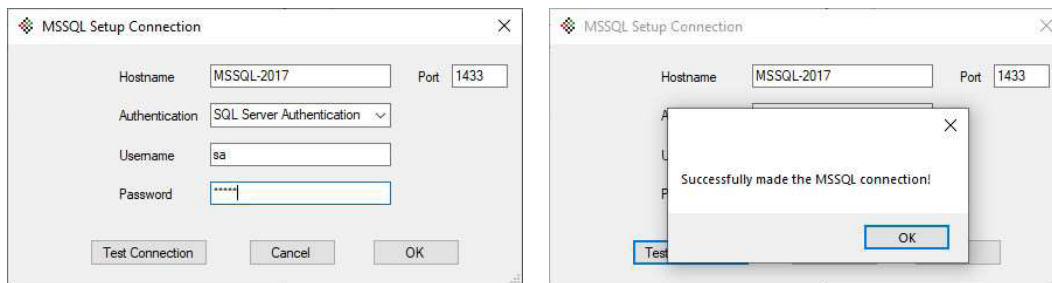 MSSQL Setup Connection
Hostname MSSQL-2017 Port 1433
Authentication SQL Server Authentication
Username sa
Password *****
Test Connection Cancel OK
MSSQL Setup Connection
Hostname MSSQL-2017 Port 1433
A
U
Successfully made the MSSQL connection!
P
OK
Test